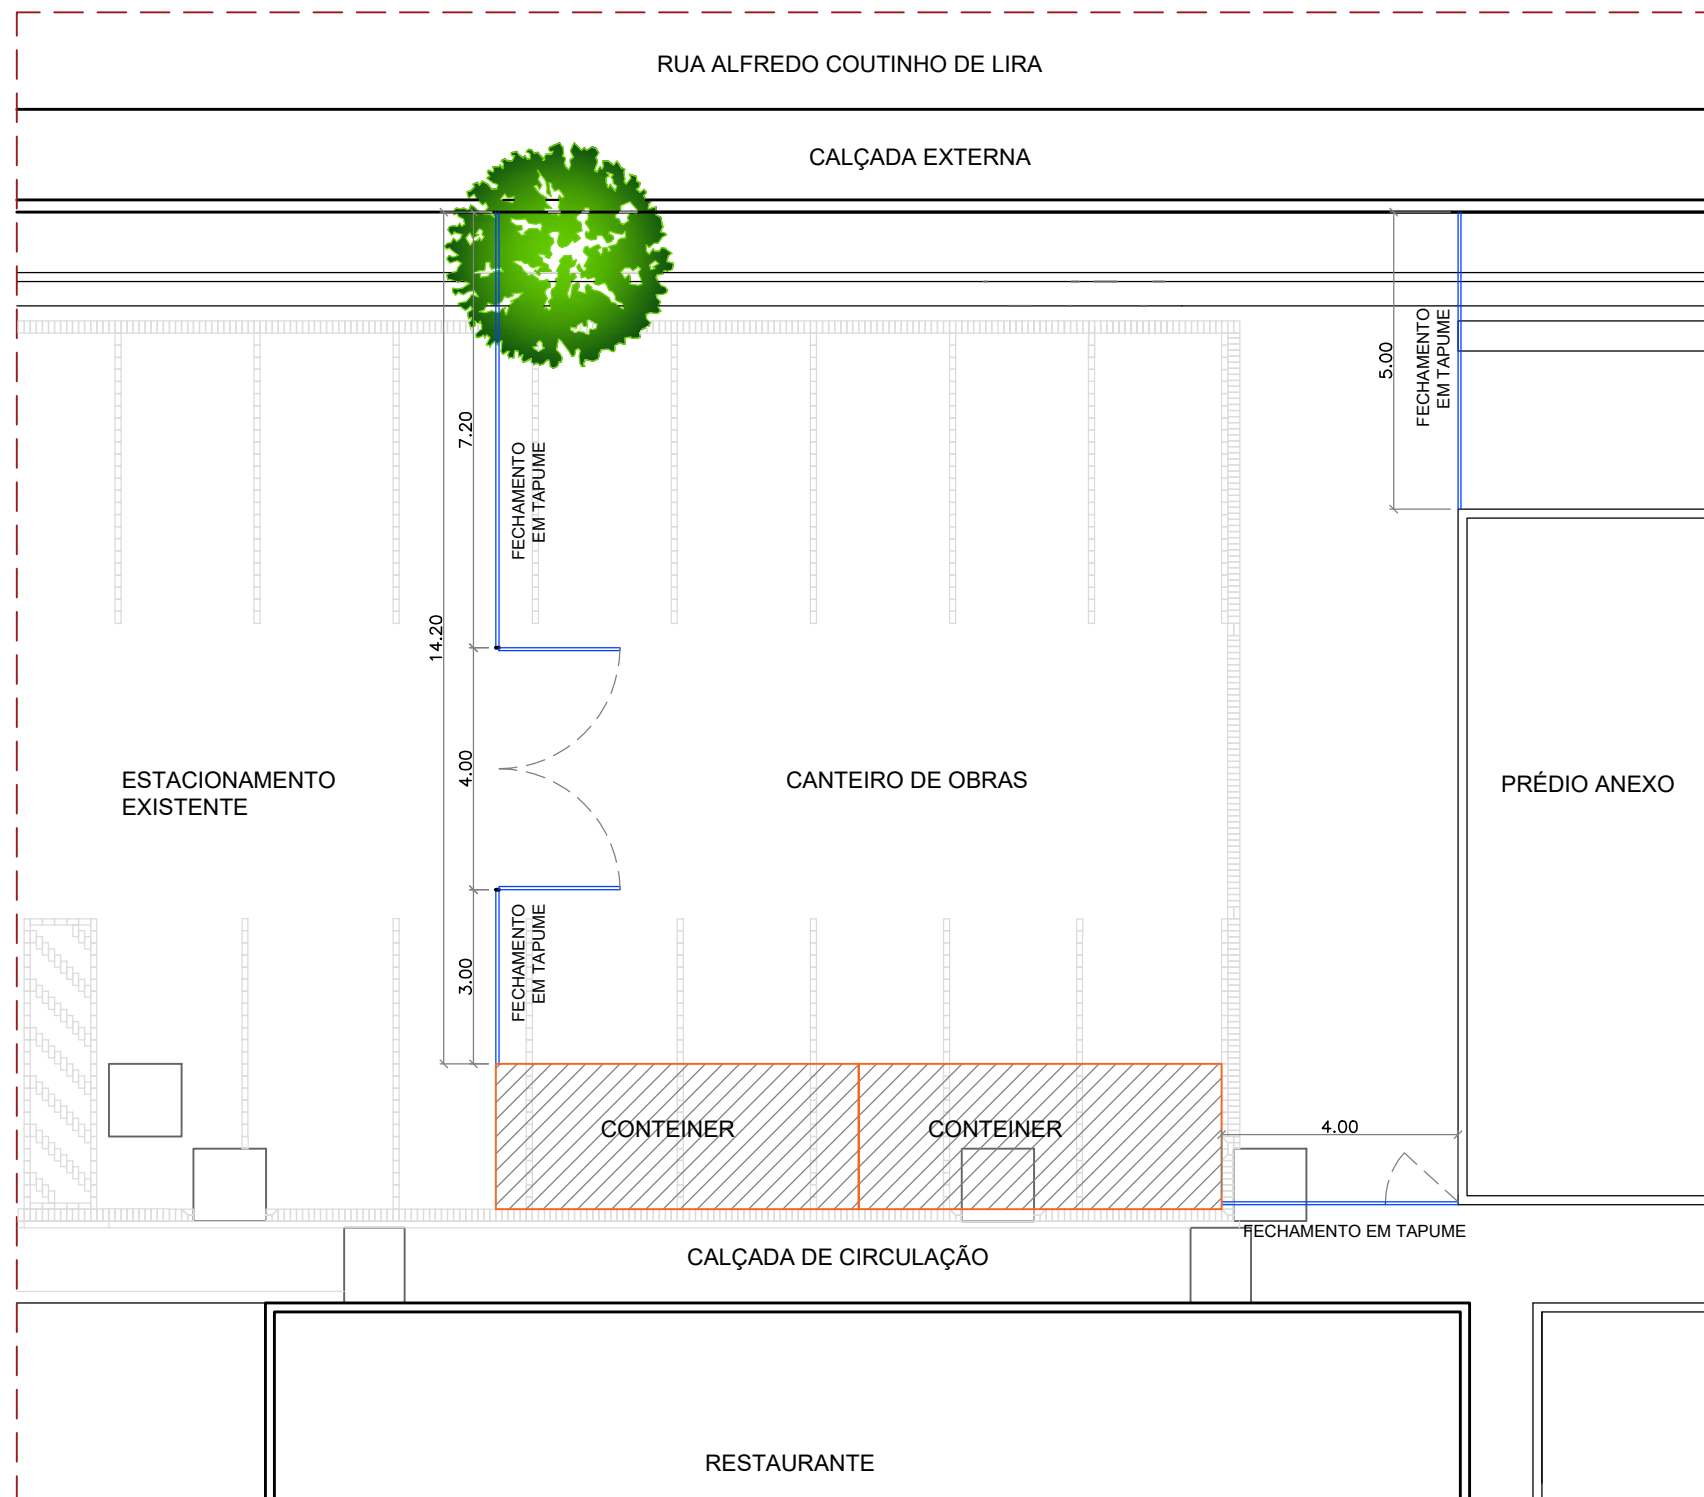 RUA ALFREDO COUTINHO DE LIRA
CALÇADA EXTERNA
5.00
FECHAMENTO
EM TAPUME
7.20
FECHAMENTO
EM TAPUME
14.20
4.00
ESTACIONAMENTO
EXISTENTE
CANTEIRO DE OBRAS
PRÉDIO ANEXO
3.00
FECHAMENTO
EM TAPUME
CONTEINER
CONTEINER
4.00
FECHAMENTO EM TAPUME
CALÇADA DE CIRCULAÇÃO
RESTAURANTE